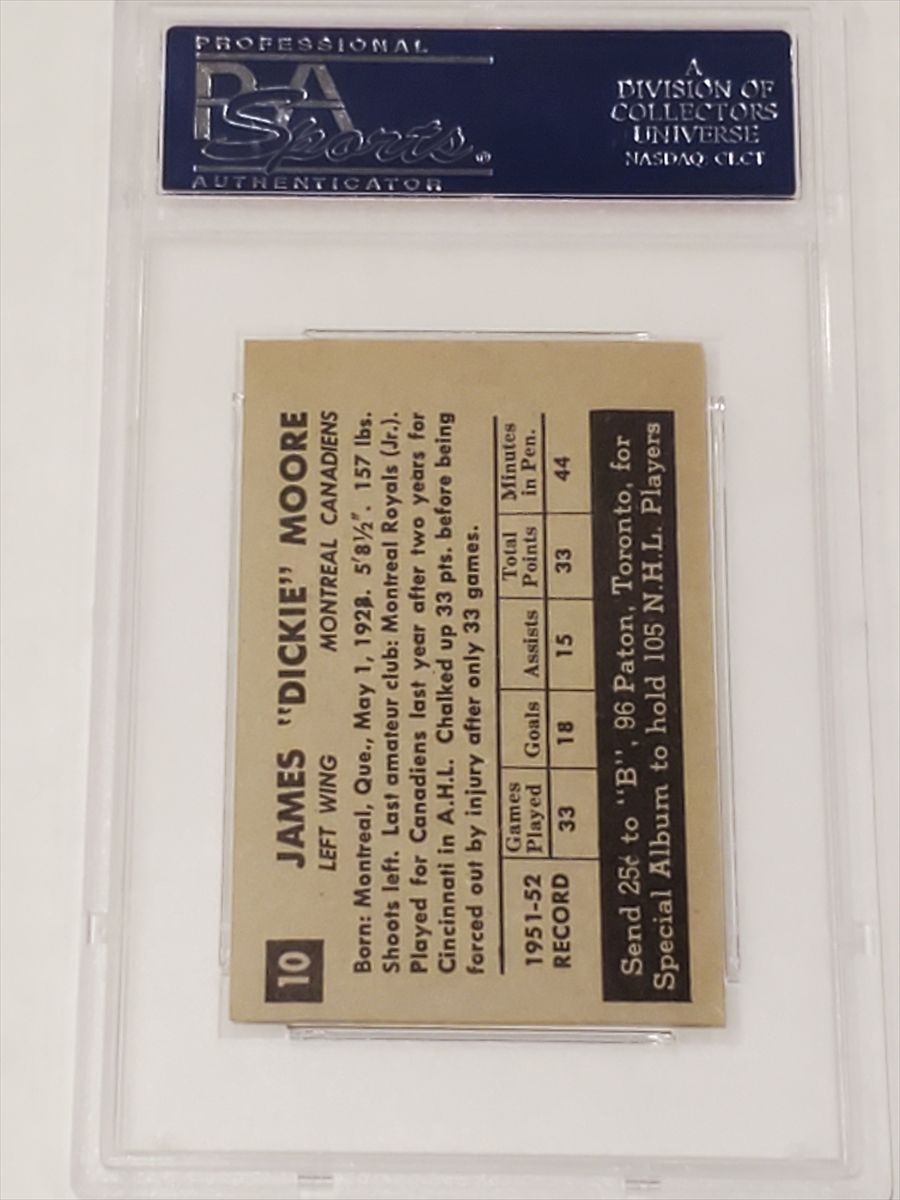 PROFESSIONAL
PSA
Sports
AUTHENTICATOR
A
DIVISION OF
COLLECTORS
UNIVERSE
NASDAQ: CLCT
10 JAMES "DICKIE" MOORE
LEFT WING MONTREAL CANADIENS
Born: Montreal, Que., May 1, 1928. 5'8½". 157 lbs.
Shoots left. Last amateur club: Montreal Royals (Jr.).
Played for Canadiens last year after two years for
Cincinnati in A.H.L. Chalked up 33 pts. before being
forced out by injury after only 33 games.
1951-52 Games Goals Assists Total Minutes
RECORD Played Points in Pen.
33 18 15 33 44
Send 25¢ to "B", 96 Paton, Toronto, for
Special Album to hold 105 N.H.L. Players